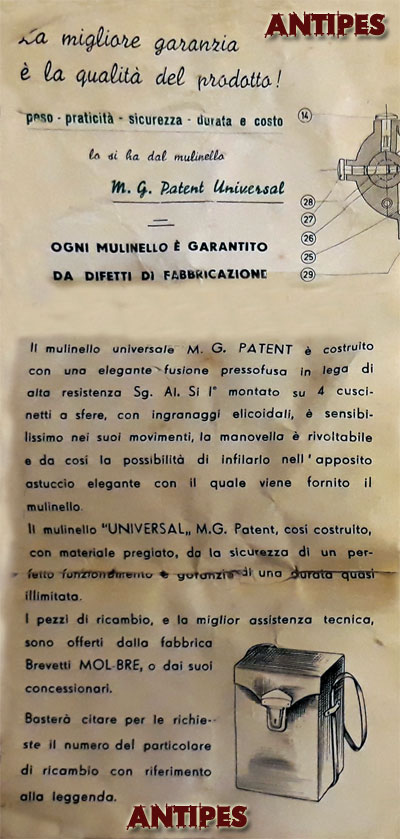 ANTIPES
La migliore garanzia
è la qualità del prodotto!
peso - praticità - sicurezza - durata e costo
lo si ha dal mulinello
M. G. Patent Universal
OGNI MULINELLO È GARANTITO
DA DIFETTI DI FABBRICAZIONE
14
28
27
26
25
29
Il mulinello universale M. G. PATENT è costruito
con una elegante fusione pressofusa in lega di
alta resistenza Sg. Al. Si 1° montato su 4 cusci-
netti a sfere, con ingranaggi elicoidali, è sensibi-
lissimo nei suoi movimenti, la manovella è rivoltabile
e da così la possibilità di infilarlo nell'apposito
astuccio elegante con il quale viene fornito il
mulinello.
Il mulinello "UNIVERSAL„ M.G. Patent, così costruito,
con materiale pregiato, da la sicurezza di un per-
fetto funzionamento e garanzia di una durata quasi
illimitata.
I pezzi di ricambio, e la miglior assistenza tecnica,
sono offerti dalla fabbrica
Brevetti MOL-BRE, o dai suoi
concessionari.
Basterà citare per le richie-
ste il numero del particolare
di ricambio con riferimento
alla leggenda.
ANTIPES